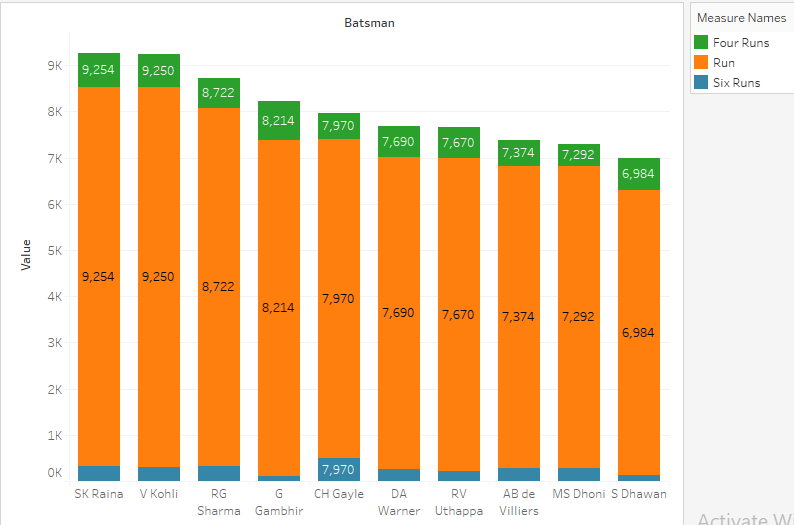 Batsman
Measure Names
Four Runs
Run
Six Runs
Value
9K
8K
7K
6K
5K
4K
3K
2K
1K
0K
9,254
9,250
8,722
8,214
7,970
7,690
7,670
7,374
7,292
6,984
9,254
9,250
8,722
8,214
7,970
7,690
7,670
7,374
7,292
6,984
7,970
SK Raina
V Kohli
RG
Sharma
G
Gambhir
CH Gayle
DA
Warner
RV
Uthappa
AB de
Villiers
MS Dhoni
S Dhawan
Activate Wi